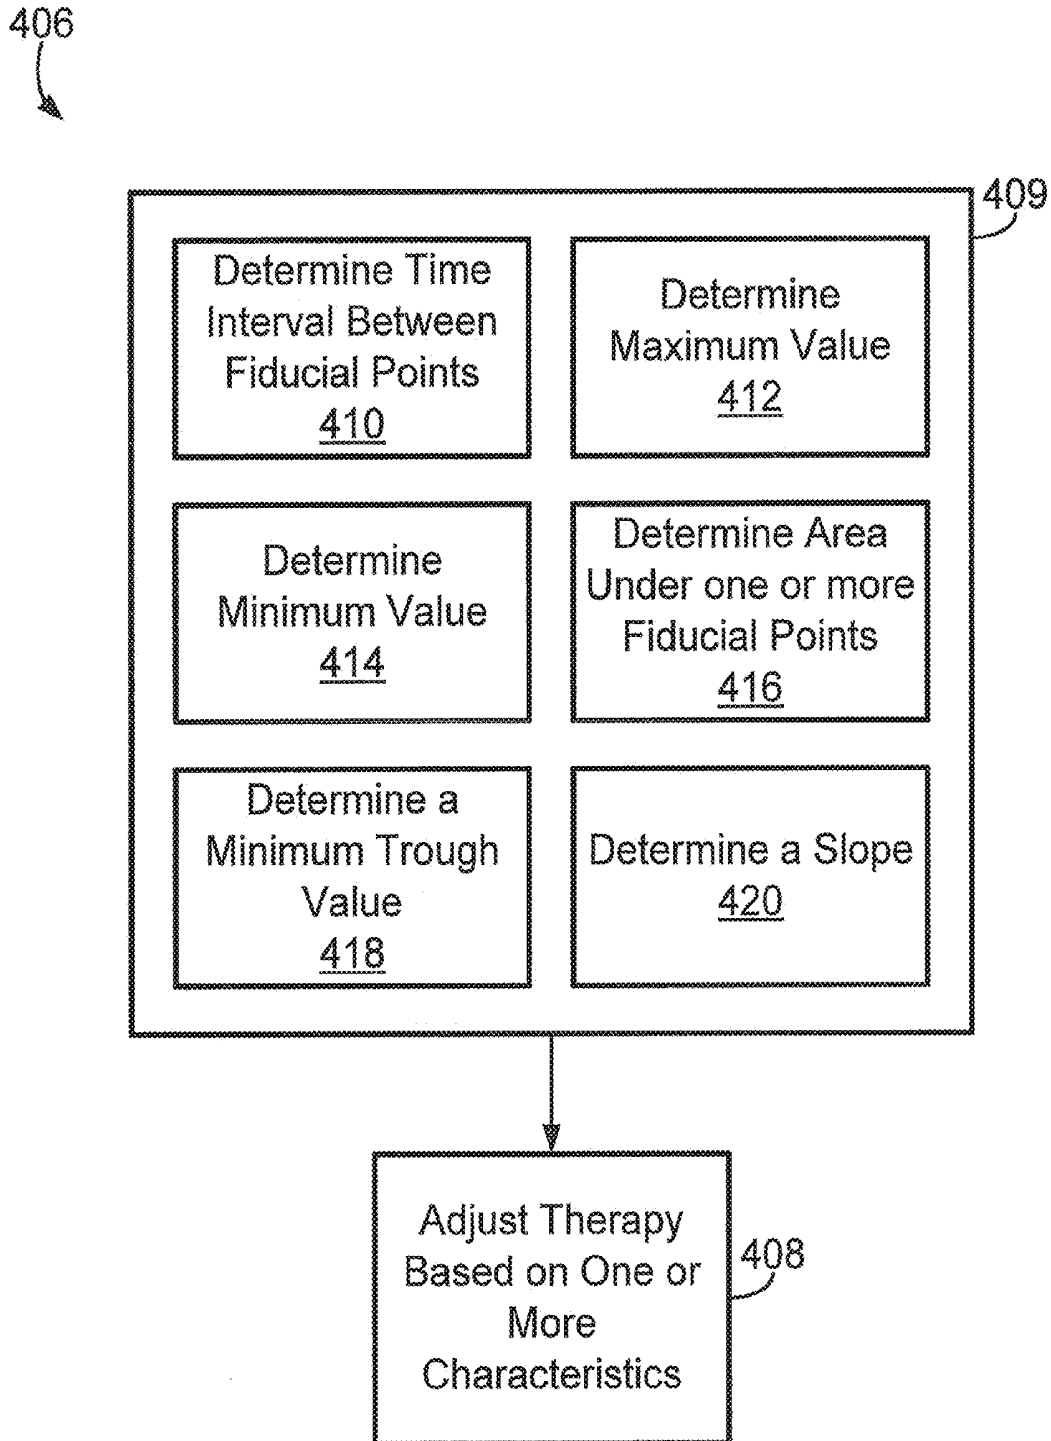 406
409
Determine Time
Interval Between
Fiducial Points
410
Determine
Maximum Value
412
Determine
Minimum Value
414
Determine Area
Under one or more
Fiducial Points
416
Determine a
Minimum Trough
Value
418
Determine a Slope
420
Adjust Therapy
Based on One or
More
Characteristics
408